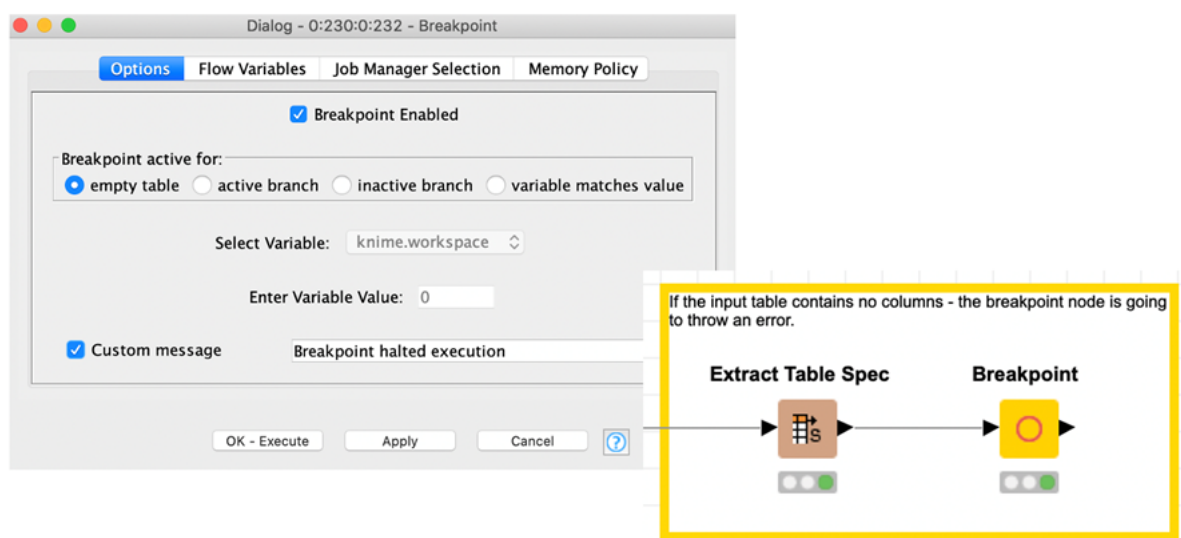 Dialog - 0:230:0:232 - Breakpoint
Options Flow Variables Job Manager Selection Memory Policy
Breakpoint Enabled
Breakpoint active for:
empty table active branch inactive branch variable matches value
Select Variable: knime.workspace
Enter Variable Value: 0
Custom message Breakpoint halted execution
OK - Execute Apply Cancel ?
If the input table contains no columns - the breakpoint node is going
to throw an error.
Extract Table Spec Breakpoint
S